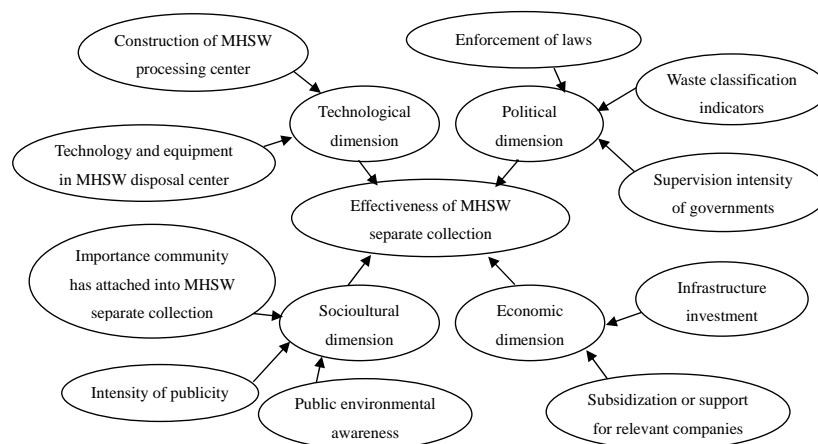 Construction of MHSW
processing center
Enforcement of laws
Waste classification
indicators
Technological
dimension
Political
dimension
Technology and equipment
in MHSW disposal center
Supervision intensity
of governments
Effectiveness of MHSW
separate collection
Importance community
has attached into MHSW
separate collection
Socioultural
dimension
Economic
dimension
Infrastructure
investment
Intensity of publicity
Public environmental
awareness
Subsidization or support
for relevant companies